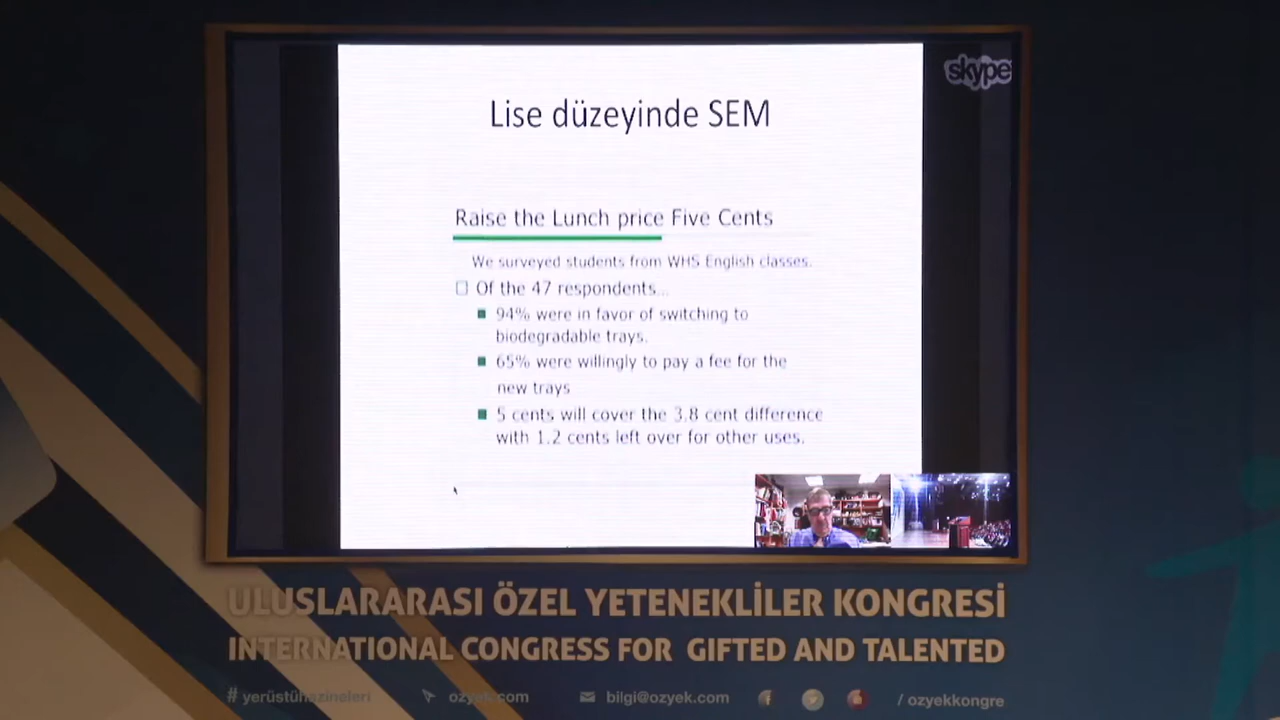 skype
Lise düzeyinde SEM
Raise the Lunch price Five Cents
We surveyed students from WHS English classes.
Of the 47 respondents...
94% were in favor of switching to
biodegradable trays.
65% were willingly to pay a fee for the
new trays
5 cents will cover the 3.8 cent difference
with 1.2 cents left over for other uses.
ULUSLARARASI ÖZEL YETENEKLİLER KONGRESİ
INTERNATIONAL CONGRESS FOR GIFTED AND TALENTED
#yerüstühazineleri ozyek.com bilgi@ozyek.com /ozyekkongre